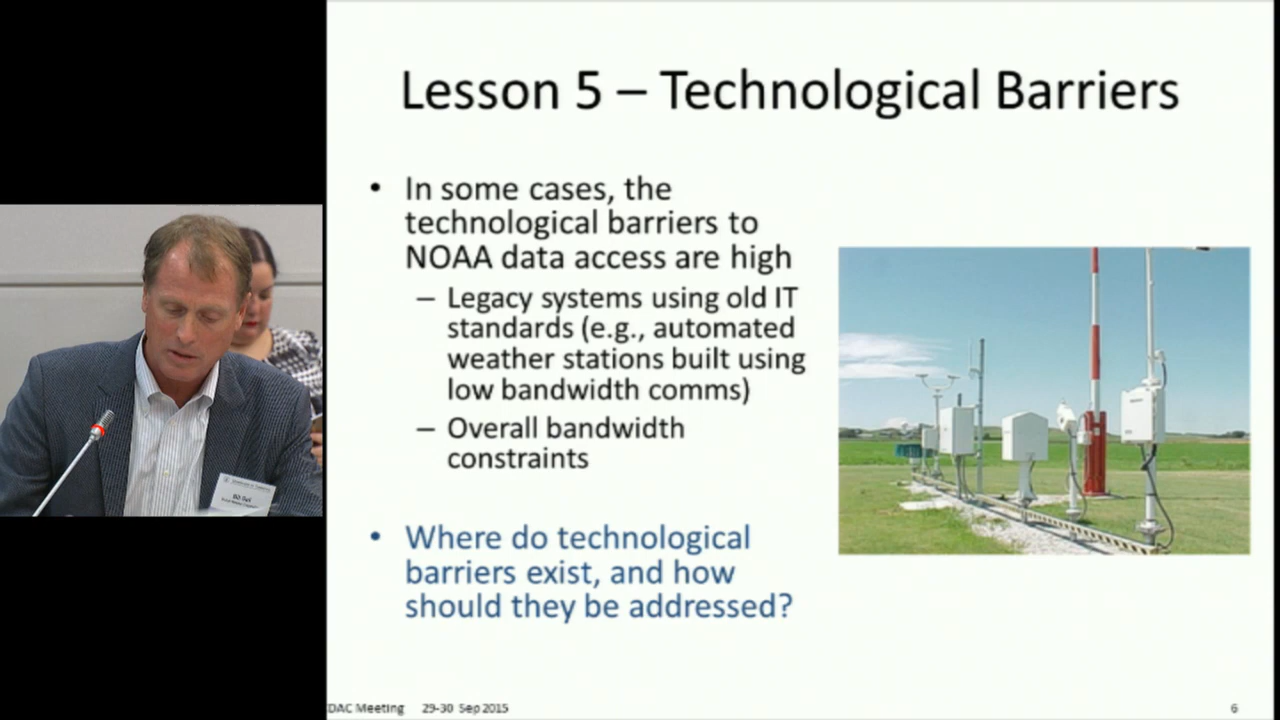 Lesson 5 – Technological Barriers
• In some cases, the
technological barriers to
NOAA data access are high
– Legacy systems using old IT
standards (e.g., automated
weather stations built using
low bandwidth comms)
– Overall bandwidth
constraints
• Where do technological
barriers exist, and how
should they be addressed?
DAC Meeting 29-30 Sep 2015
6